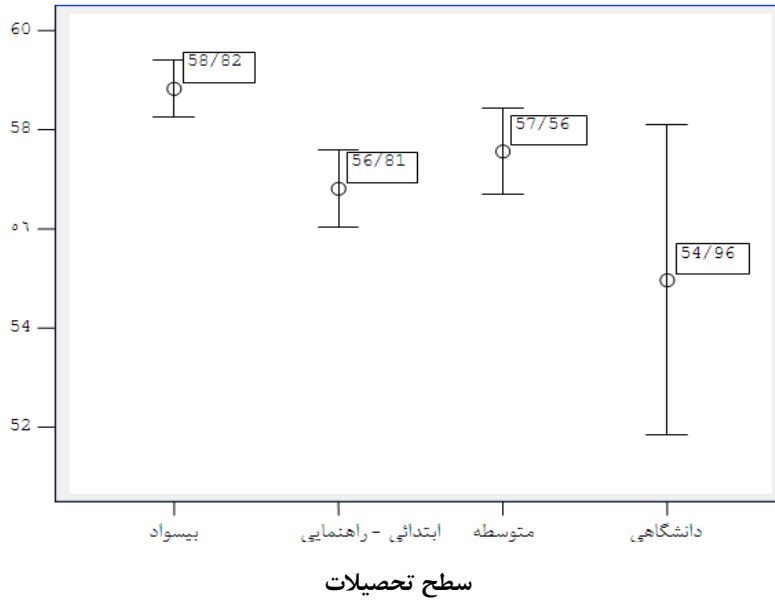 60
58/82
58
57/56
56/81
٥٦
54/96
54
52
بیسواد
ابتدائی - راهنمایی
متوسطه
دانشگاهی
سطح تحصیلات